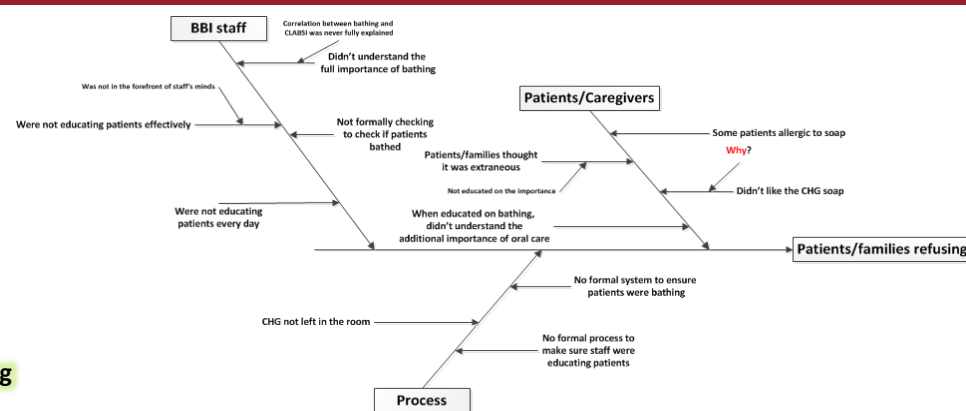 BBI staff
Correlation between bathing and
CLABSI was never fully explained
Didn't understand the
full importance of bathing
Was not in the forefront of staff's minds
Were not educating patients effectively
Not formally checking
to check if patients
bathed
Were not educating
patients every day
Patients/Caregivers
Some patients allergic to soap
Why?
Patients/families thought
it was extraneous
Not educated on the importance
Didn't like the CHG soap
When educated on bathing,
didn't understand the
additional importance of oral care
Patients/families refusing
No formal system to ensure
patients were bathing
CHG not left in the room
No formal process to
make sure staff were
educating patients
g
Process